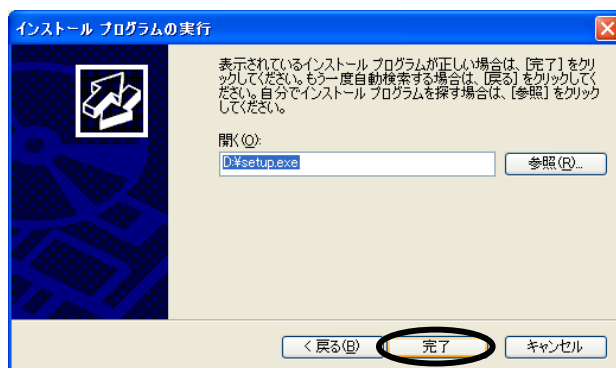 インストール プログラムの実行
表示されているインストール プログラムが正しい場合は、[完了] をクリ
ックしてください。もう一度自動検索する場合は、[戻る] をクリックしてく
ださい。自分でインストール プログラムを探す場合は、[参照] をクリック
してください。
開く(O):
D:¥setup.exe
参照(R)...
< 戻る(B)
完了
キャンセル